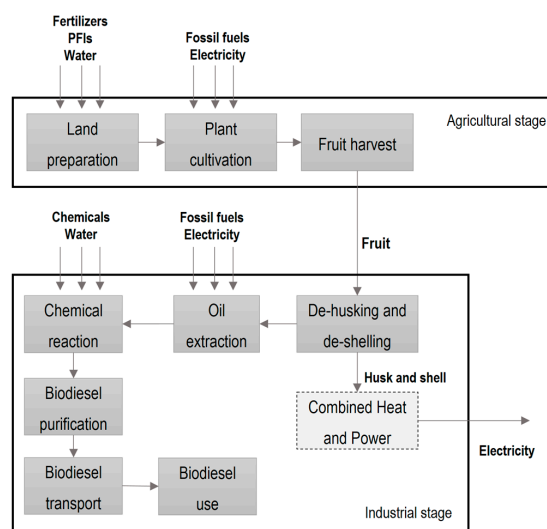 Fertilizers
PFIs
Water
Fossil fuels
Electricity
Agricultural stage
Land
preparation
Plant
cultivation
Fruit harvest
Chemicals
Water
Fossil fuels
Electricity
Fruit
Chemical
reaction
Oil
extraction
De-husking and
de-shelling
Husk and shell
Biodiesel
purification
Combined Heat
and Power
Electricity
Biodiesel
transport
Biodiesel
use
Industrial stage